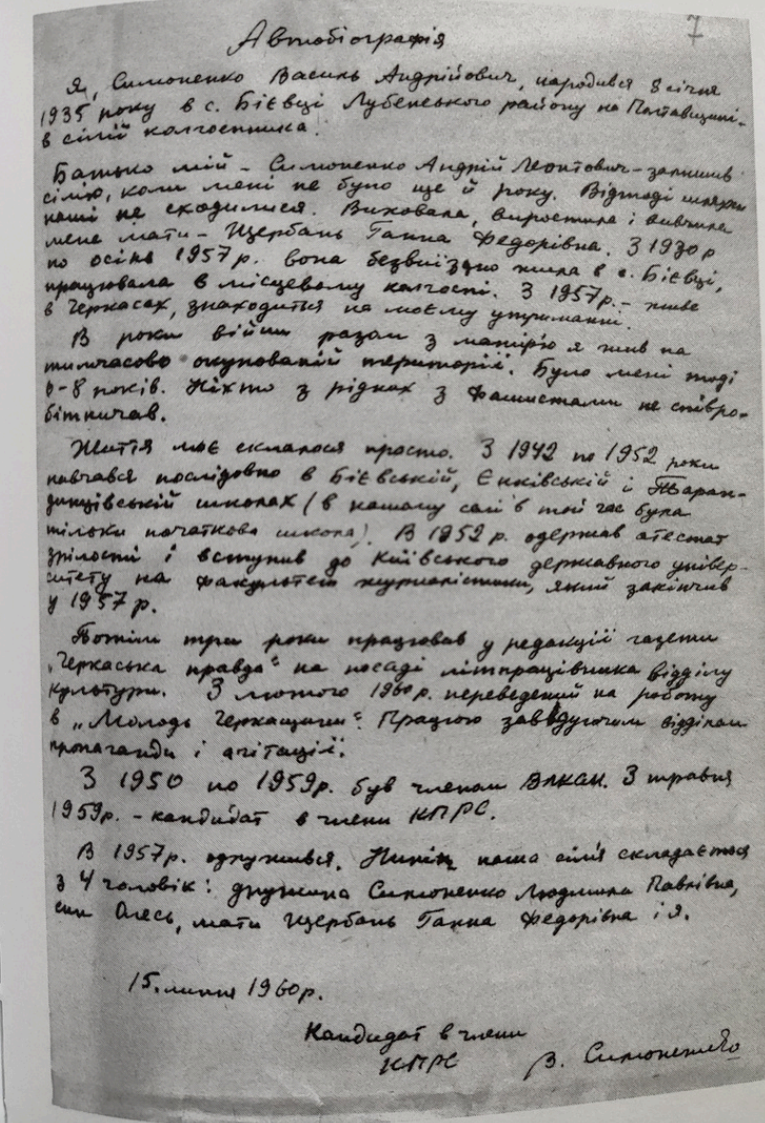 7
Автобіографія
Я, Симоненко Василь Андрійович, народився 8 січня
1935 року в с. Бієвці Лубенського району на Полтавщині
в сім'ї колгоспника.
Батько мій – Симоненко Андрій Леонтович – залишив
сімю, коли мені не було ще й року. Відтоді шляхи
наші не сходилися. Виховала, виростила і вивчила
мене мати – Щербань Ганна Федорівна. З 1930 р
по осінь 1957 р. вона безвиїздно жила в с. Бієвці,
працювала в місцевому колгоспі. З 1957 р. – живе
в Черкасах, знаходиться на моєму утриманні.
В роки війни разом з матірю я жив на
тимчасово окупованій території. Було мені тоді
6-8 років. Ніхто з рідних з фашистами не співро-
бітничав.
Життя моє склалося просто. З 1942 по 1952 роки
навчався послідовно в Бієвській, Єнківській і Таран-
динцівській школах (в нашому селі в той час була
тільки початкова школа). В 1952 р. одержав атестат
зрілості і вступив до Київського державного універ-
ситету на факультет журналістики, який закінчив
у 1957 р.
Потім три роки працював у редакції газети
„Черкаська правда" на посаді літпрацівника відділу
культури. З лютого 1960 р. переведений на роботу
в „Молодь Черкащини". Працюю завідуючим відділом
пропаганди і агітації.
З 1950 по 1959 р. був членом ВЛКСМ. З травня
1959 р. – кандидат в члени КПРС.
В 1957 р. одружився. Нині наша сім'я складається
з 4 чоловік: дружина Симоненко Людмила Павлівна,
син Олесь, мати Щербань Ганна Федорівна і я.
15. липня 1960 р.
Кандидат в члени
КПРС В. Симоненко